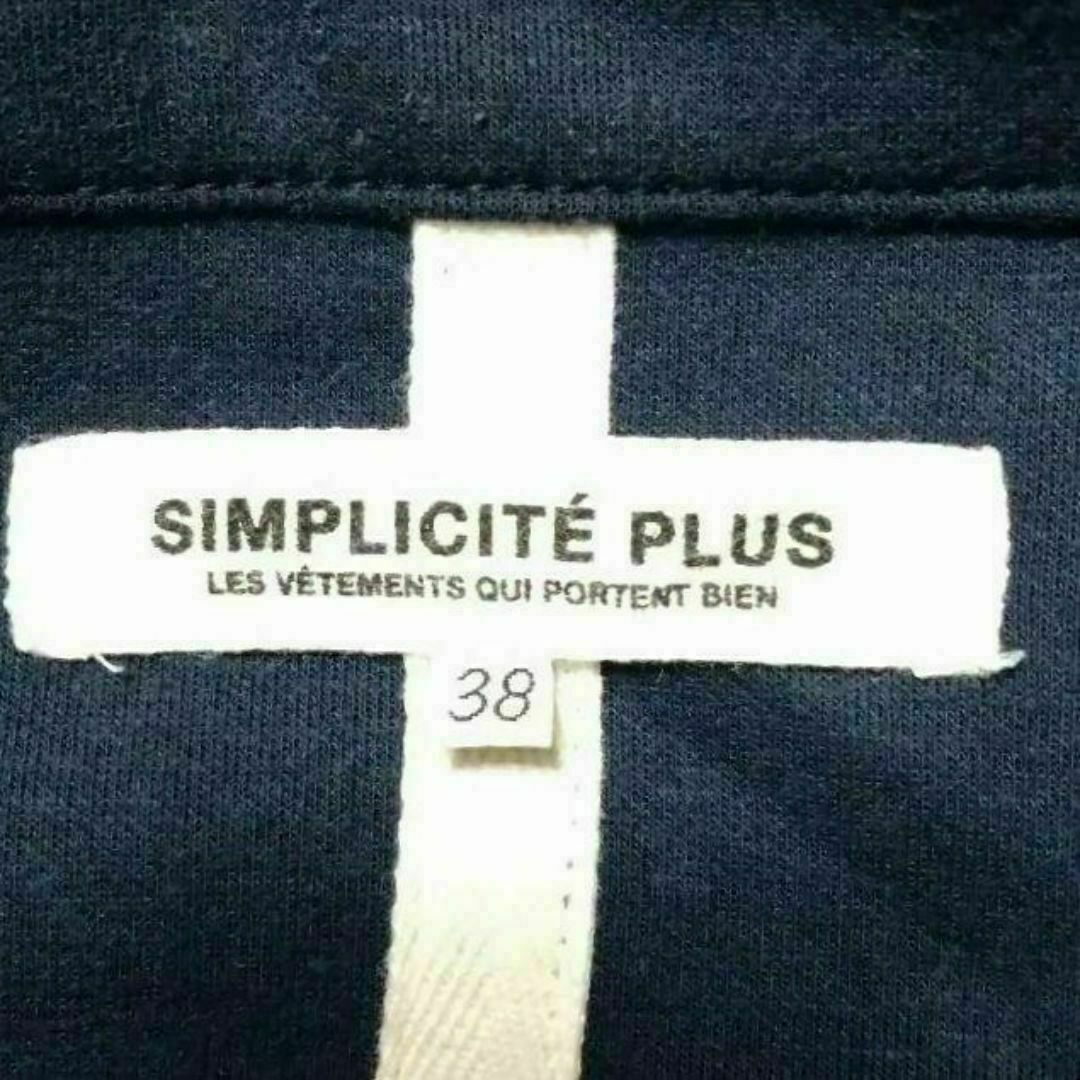 SIMPLICITÉ PLUS
LES VÊTEMENTS QUI PORTENT BIEN
38